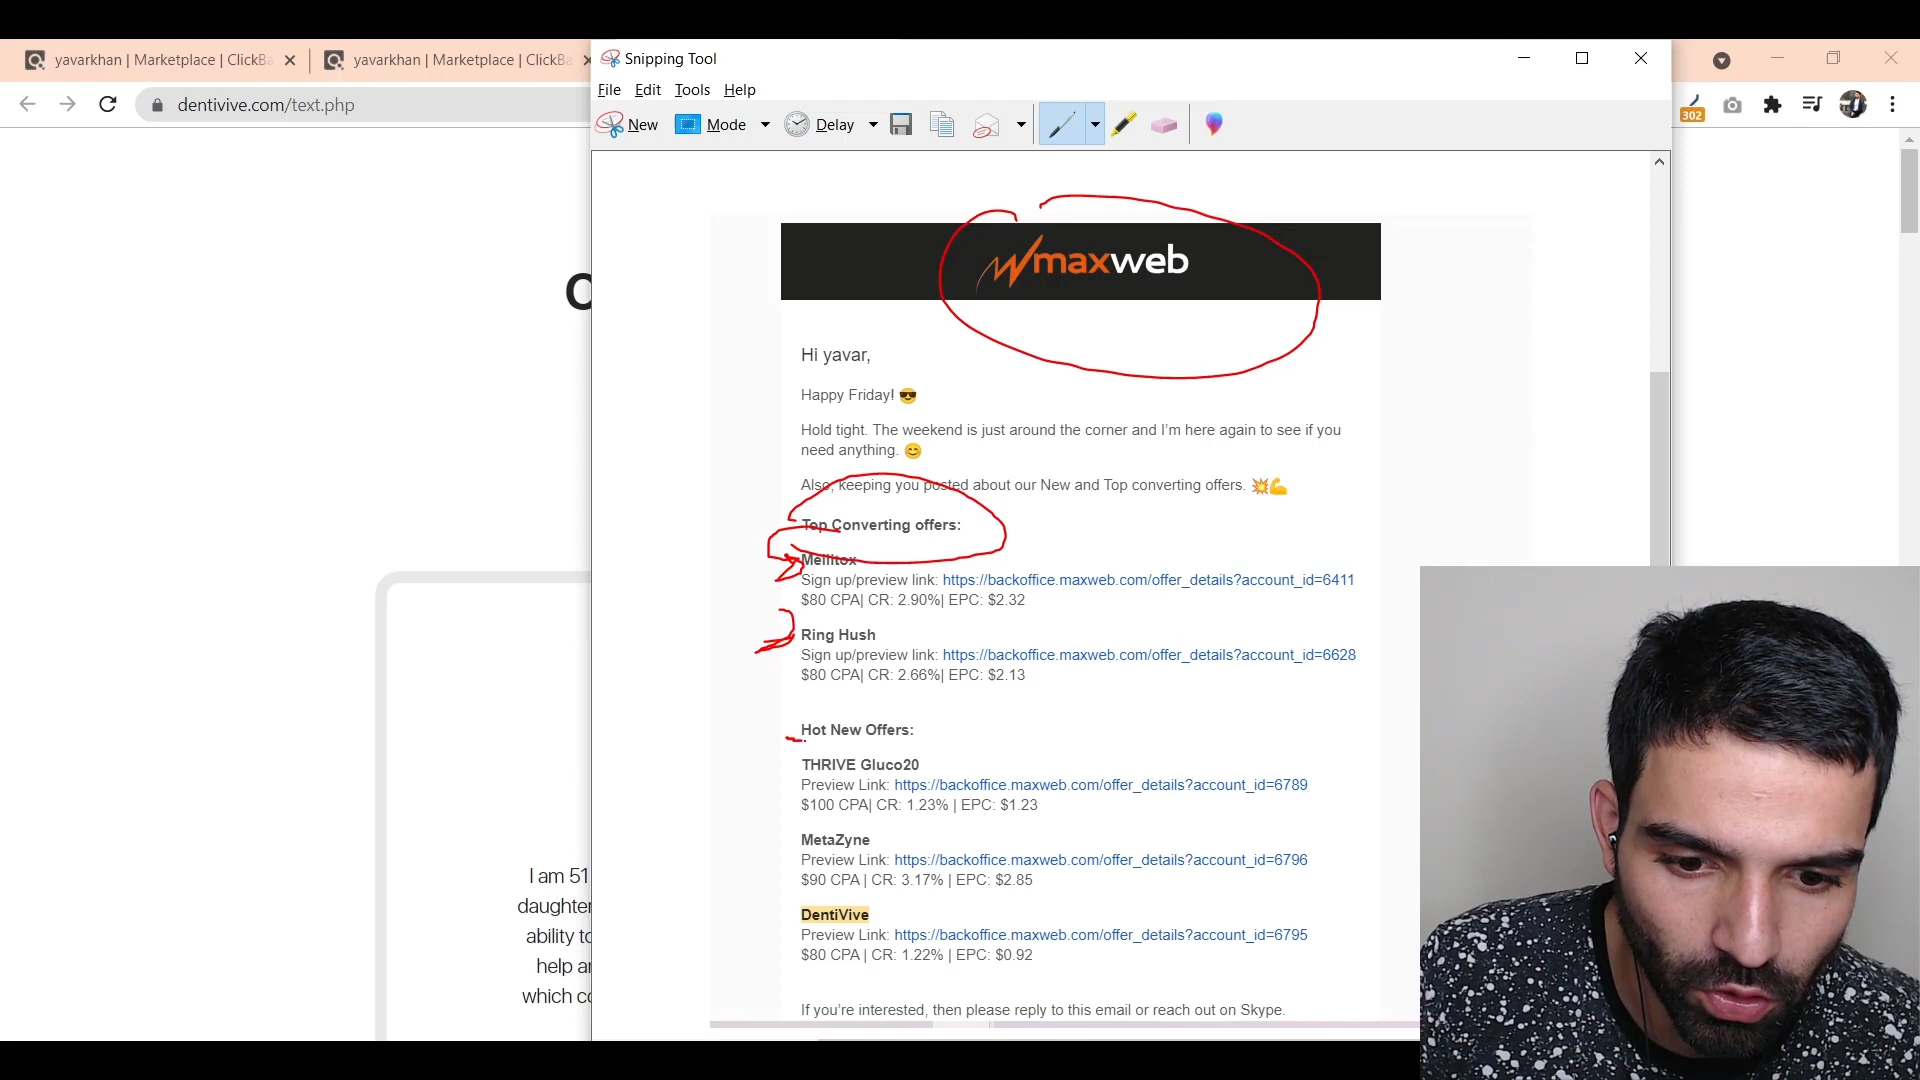 yavarkhan | Marketplace | ClickBa
yavarkhan | Marketplace | ClickBa
Snipping Tool
File Edit Tools Help
dentivive.com/text.php
New Mode Delay
302
maxweb
Hi yavar,
Happy Friday! 😎
Hold tight. The weekend is just around the corner and I'm here again to see if you
need anything. 😊
Also, keeping you posted about our New and Top converting offers. 💥💪
Top Converting offers:
Mellitox
Sign up/preview link: https://backoffice.maxweb.com/offer_details?account_id=6411
$80 CPA| CR: 2.90%| EPC: $2.32
Ring Hush
Sign up/preview link: https://backoffice.maxweb.com/offer_details?account_id=6628
$80 CPA| CR: 2.66%| EPC: $2.13
Hot New Offers:
THRIVE Gluco20
Preview Link: https://backoffice.maxweb.com/offer_details?account_id=6789
$100 CPA| CR: 1.23% | EPC: $1.23
MetaZyne
Preview Link: https://backoffice.maxweb.com/offer_details?account_id=6796
$90 CPA | CR: 3.17% | EPC: $2.85
DentiVive
Preview Link: https://backoffice.maxweb.com/offer_details?account_id=6795
$80 CPA | CR: 1.22% | EPC: $0.92
If you're interested, then please reply to this email or reach out on Skype.
I am 51
daughter
ability to
help a
which co